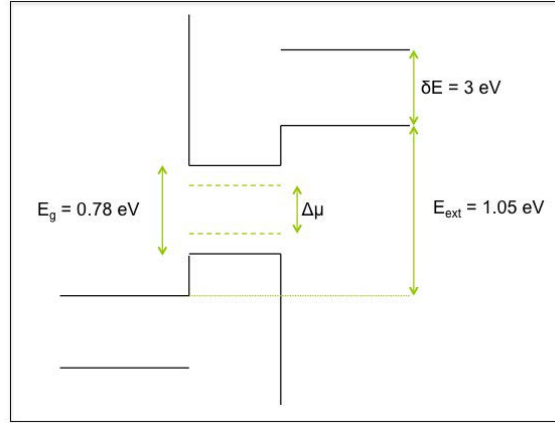 δE = 3 eV
E_g = 0.78 eV
Δμ
E_ext = 1.05 eV